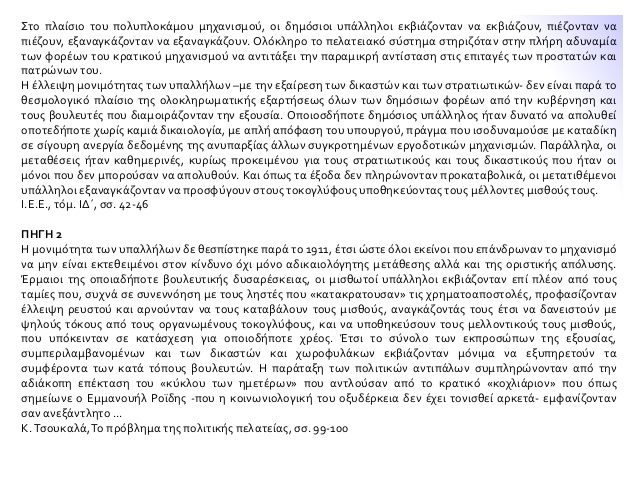 Στο πλαίσιο του πολυπλοκάμου μηχανισμού, οι δημόσιοι υπάλληλοι εκβιάζονταν να εκβιάζουν, πιέζονταν να
πιέζουν, εξαναγκάζονταν να εξαναγκάζουν. Ολόκληρο το πελατειακό σύστημα στηριζόταν στην πλήρη αδυναμία
των φορέων του κρατικού μηχανισμού να αντιτάξει την παραμικρή αντίσταση στις επιταγές των προστατών και
πατρώνων του.
Η έλλειψη μονιμότητας των υπαλλήλων –με την εξαίρεση των δικαστών και των στρατιωτικών- δεν είναι παρά το
θεσμολογικό πλαίσιο της ολοκληρωματικής εξαρτήσεως όλων των δημόσιων φορέων από την κυβέρνηση και
τους βουλευτές που διαμοιράζονταν την εξουσία. Οποιοσδήποτε δημόσιος υπάλληλος ήταν δυνατό να απολυθεί
οποτεδήποτε χωρίς καμιά δικαιολογία, με απλή απόφαση του υπουργού, πράγμα που ισοδυναμούσε με καταδίκη
σε σίγουρη ανεργία δεδομένης της ανυπαρξίας άλλων συγκροτημένων εργοδοτικών μηχανισμών. Παράλληλα, οι
μεταθέσεις ήταν καθημερινές, κυρίως προκειμένου για τους στρατιωτικούς και τους δικαστικούς που ήταν οι
μόνοι που δεν μπορούσαν να απολυθούν. Και όπως τα έξοδα δεν πληρώνονταν προκαταβολικά, οι μετατιθέμενοι
υπάλληλοι εξαναγκάζονταν να προσφύγουν στους τοκογλύφους υποθηκεύοντας τους μέλλοντες μισθούς τους.
Ι.Ε.Ε., τόμ. ΙΔ΄, σσ. 42-46
ΠΗΓΗ 2
Η μονιμότητα των υπαλλήλων δε θεσπίστηκε παρά το 1911, έτσι ώστε όλοι εκείνοι που επάνδρωναν το μηχανισμό
να μην είναι εκτεθειμένοι στον κίνδυνο όχι μόνο αδικαιολόγητης μετάθεσης αλλά και της οριστικής απόλυσης.
Έρμαιοι της οποιαδήποτε βουλευτικής δυσαρέσκειας, οι μισθωτοί υπάλληλοι εκβιάζονταν επί πλέον από τους
ταμίες που, συχνά σε συνεννόηση με τους ληστές που «κατακρατουσαν» τις χρηματοαποστολές, προφασίζονταν
έλλειψη ρευστού και αρνούνταν να τους καταβάλουν τους μισθούς, αναγκάζοντάς τους έτσι να δανειστούν με
ψηλούς τόκους από τους οργανωμένους τοκογλύφους, και να υποθηκεύσουν τους μελλοντικούς τους μισθούς,
που υπόκειντάν σε κατάσχεση για οποιοδήποτε χρέος. Έτσι το σύνολο των εκπροσώπων της εξουσίας,
συμπεριλαμβανομένων και των δικαστών και χωροφυλάκων εκβιάζονταν μόνιμα να εξυπηρετούν τα
συμφέροντα των κατά τόπους βουλευτών. Η παράταξη των πολιτικών αντιπάλων συμπληρώνονταν από την
αδιάκοπη επέκταση του «κύκλου των ημετέρων» που αντλούσαν από το κρατικό «κοχλιάριον» που όπως
σημείωνε ο Εμμανουήλ Ροΐδης -που η κοινωνιολογική του οξυδέρκεια δεν έχει τονισθεί αρκετά- εμφανίζονταν
σαν ανεξάντλητο ...
Κ. Τσουκαλά, Το πρόβλημα της πολιτικής πελατείας, σσ. 99-100